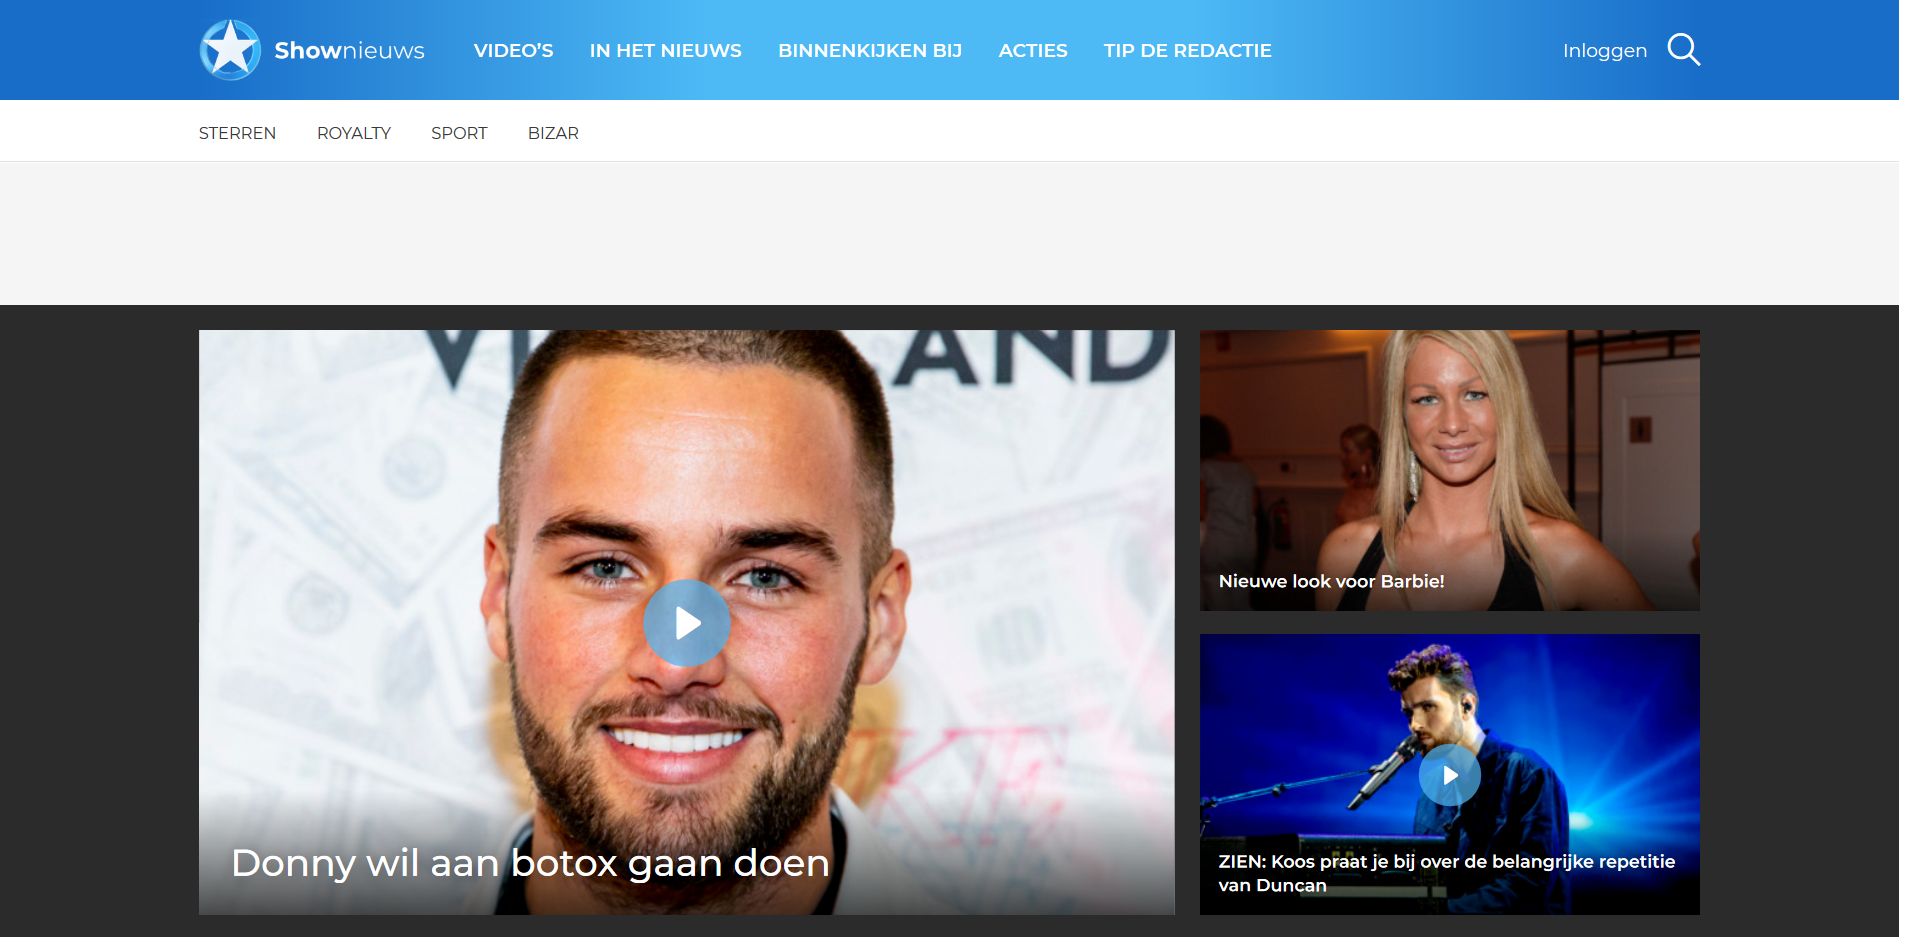 Shownieuws
VIDEO’S
IN HET NIEUWS
BINNENKIJKEN BIJ
ACTIES
TIP DE REDACTIE
Inloggen
STERREN
ROYALTY
SPORT
BIZAR
Donny wil aan botox gaan doen
Nieuwe look voor Barbie!
ZIEN: Koos praat je bij over de belangrijke repetitie
van Duncan